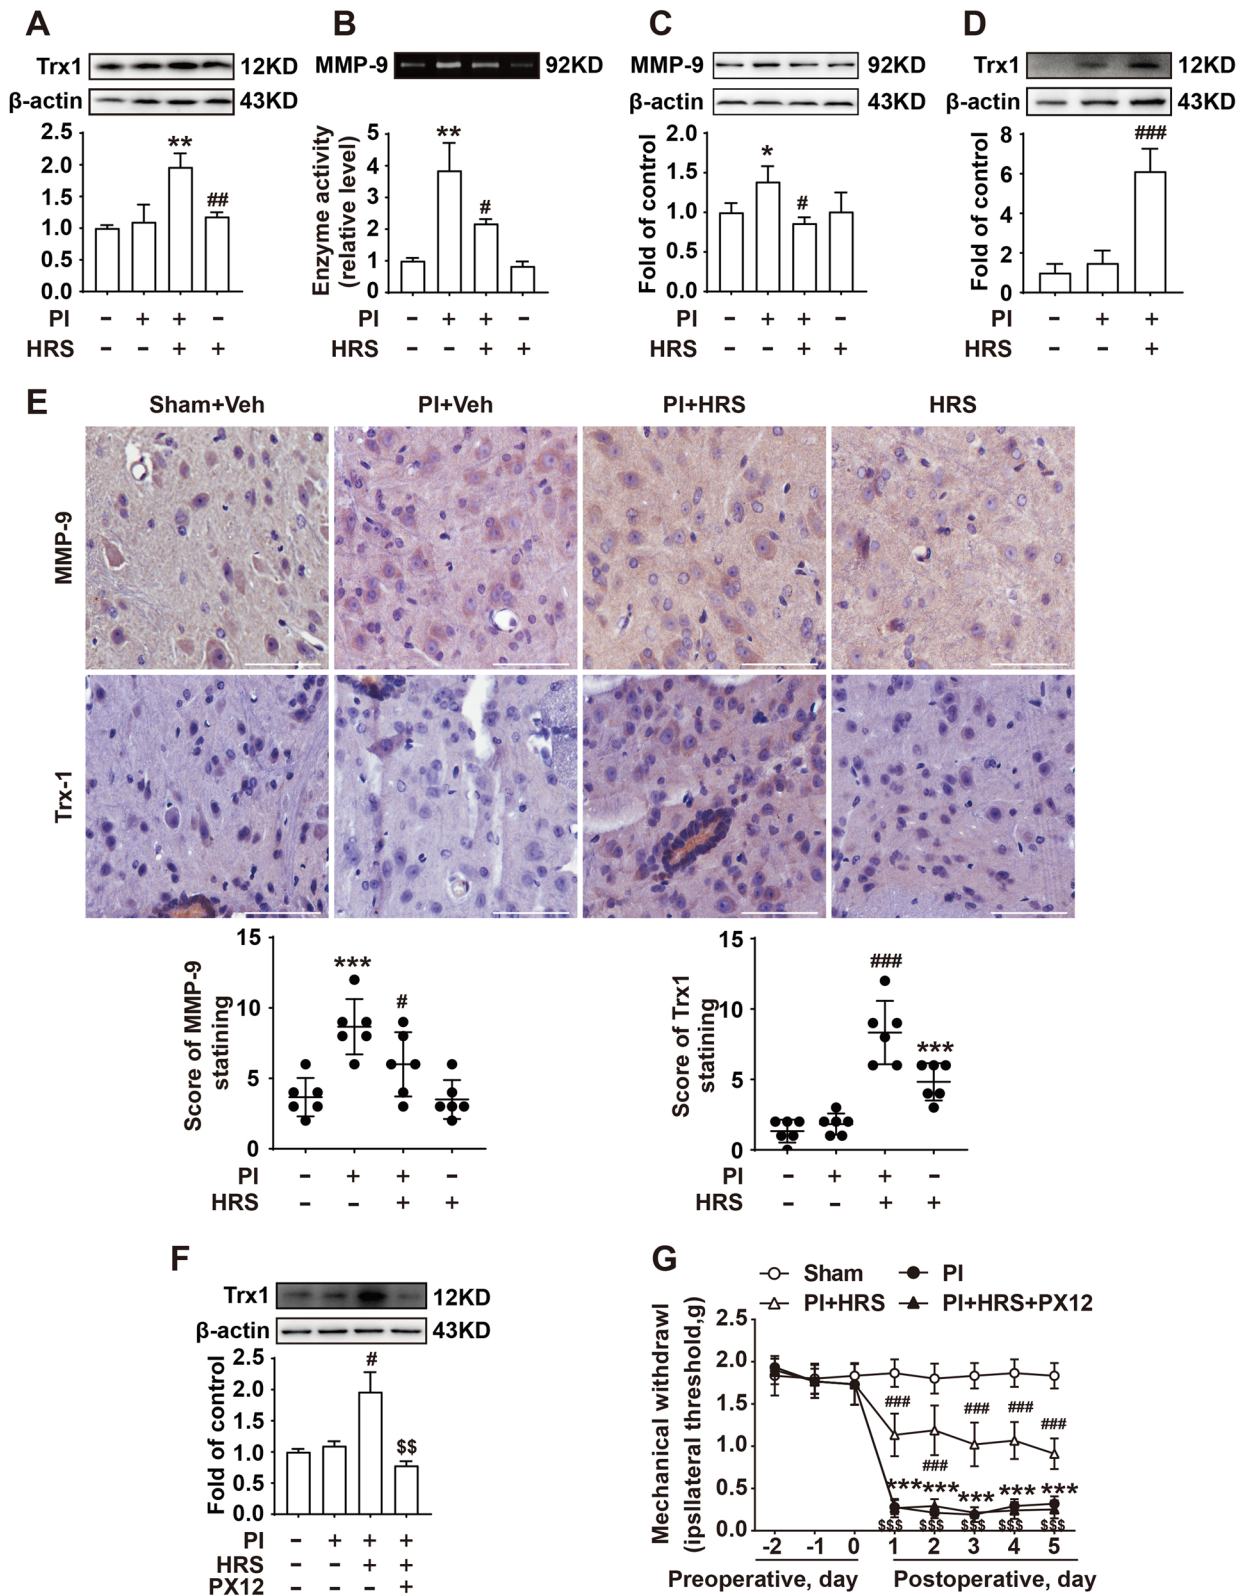 A
B
C
D
Trx1 12KD
β-actin 43KD
2.5
2.0
1.5
1.0
0.5
0.0
**
##
PI - + + -
HRS - - + +
MMP-9 92KD
Enzyme activity
(relative level)
5
4
3
2
1
0
**
#
PI - + + -
HRS - - + +
MMP-9 92KD
β-actin 43KD
Fold of control
2.0
1.5
1.0
0.5
0.0
*
#
PI - + + -
HRS - - + +
Trx1 12KD
β-actin 43KD
Fold of control
8
6
4
2
0
###
PI - + +
HRS - - +
E
Sham+Veh PI+Veh PI+HRS HRS
MMP-9
Trx-1
Score of MMP-9
statining
15
10
5
0
***
#
PI - + + -
HRS - - + +
Score of Trx1
statining
15
10
5
0
###
***
PI - + + -
HRS - - + +
F
Trx1 12KD
β-actin 43KD
Fold of control
2.5
2.0
1.5
1.0
0.5
0.0
#
$$
PI - + + +
HRS - - + +
PX12 - - - +
G
Sham PI
PI+HRS PI+HRS+PX12
Mechanical withdrawl
(ipsllateral threshold,g)
2.5
2.0
1.5
1.0
0.5
0.0
### ### ### ### ###
*** *** *** *** ***
$$$ $$$ $$$ $$$ $$$
-2 -1 0 1 2 3 4 5
Preoperative, day Postoperative, day